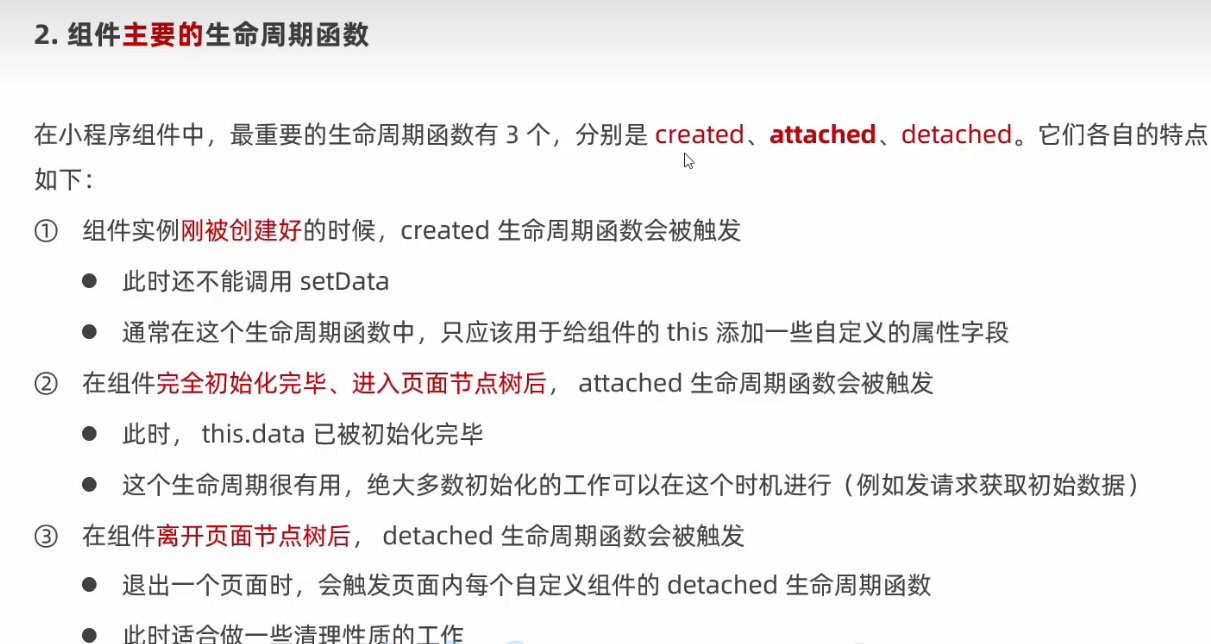 2. 组件主要的生命周期函数
在小程序组件中，最重要的生命周期函数有 3 个，分别是 created、attached、detached。它们各自的特点
如下：
① 组件实例刚被创建好的时候，created 生命周期函数会被触发
● 此时还不能调用 setData
● 通常在这个生命周期函数中，只应该用于给组件的 this 添加一些自定义的属性字段
② 在组件完全初始化完毕、进入页面节点树后， attached 生命周期函数会被触发
● 此时， this.data 已被初始化完毕
● 这个生命周期很有用，绝大多数初始化的工作可以在这个时机进行（例如发请求获取初始数据）
③ 在组件离开页面节点树后， detached 生命周期函数会被触发
● 退出一个页面时，会触发页面内每个自定义组件的 detached 生命周期函数
● 此时适合做一些清理性质的工作